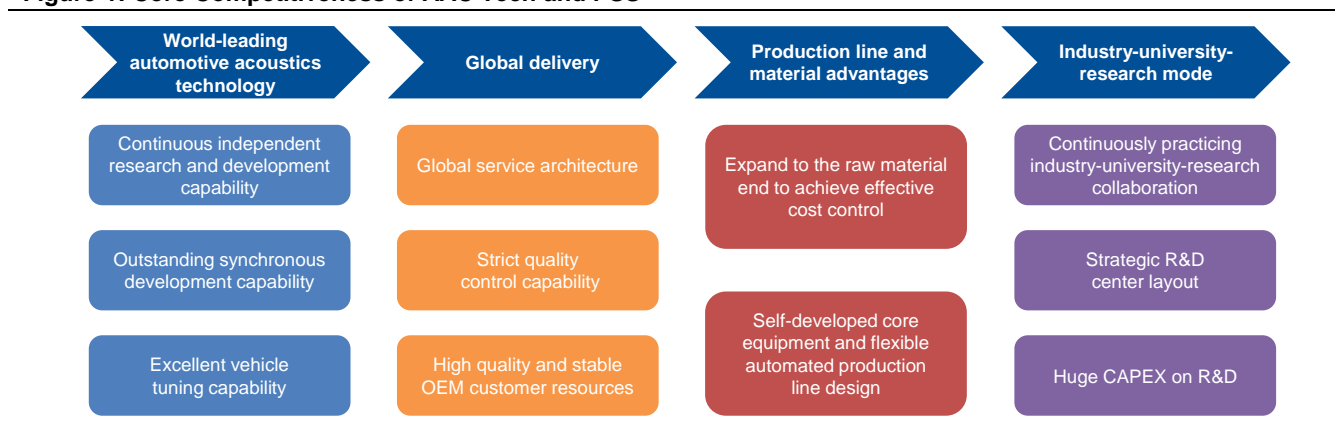 World-leading
automotive acoustics
technology
Global delivery
Production line and
material advantages
Industry-university-
research mode
Continuous independent
research and development
capability
Global service architecture
Expand to the raw material
end to achieve effective
cost control
Continuously practicing
industry-university-research
collaboration
Outstanding synchronous
development capability
Strict quality
control capability
Strategic R&D
center layout
Self-developed core
equipment and flexible
automated production
line design
Excellent vehicle
tuning capability
High quality and stable
OEM customer resources
Huge CAPEX on R&D